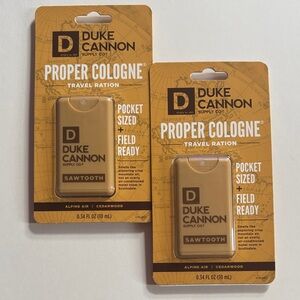 D
DUKE
CANNON
SUPPLY CO
PROPER COLOGNE
TRAVEL RATION
POCKET
SIZED
+
FIELD
READY
D
DUKE
CANNON
SUPPLY CO
SAWTOOTH
ALPINE AIR | CEDARWOOD
0.34 FL OZ (10 mL)
D
DUKE
CANNON
SUPPLY CO
PROPER COLOGNE
TRAVEL RATION
POCKET
SIZED
+
FIELD
READY
D
DUKE
CANNON
SUPPLY CO
SAWTOOTH
ALPINE AIR | CEDARWOOD
0.34 FL OZ (10 mL)